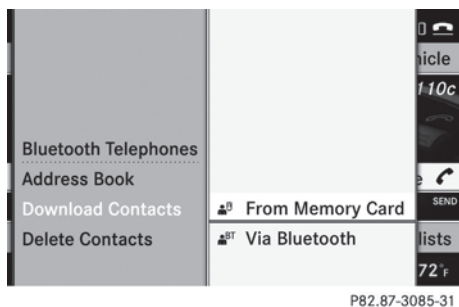 icle
110c
Bluetooth Telephones
Address Book
Download Contacts
From Memory Card
SEND
Delete Contacts
BT
Via Bluetooth
lists
72°F
P82.87-3085-31